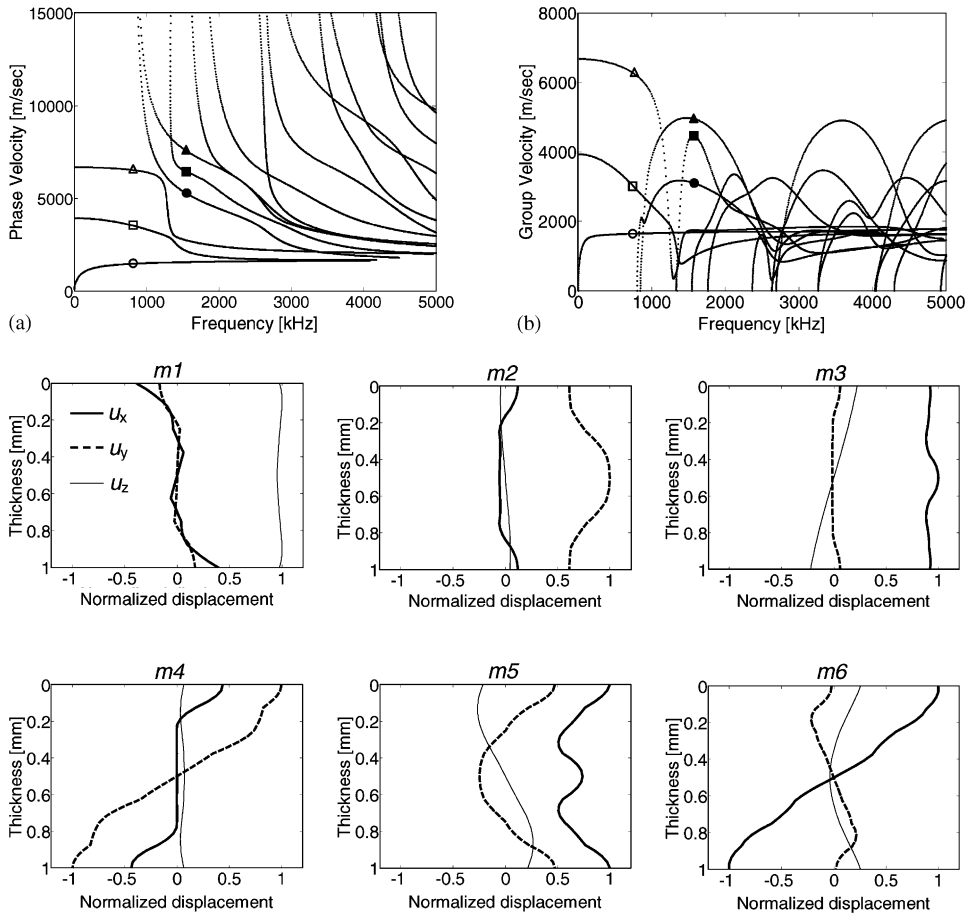 15000
10000
5000
0
Phase Velocity [m/sec]
0 1000 2000 3000 4000 5000
(a)
Frequency [kHz]
8000
6000
4000
2000
0
Group Velocity [m/sec]
0 1000 2000 3000 4000 5000
(b)
Frequency [kHz]
m1
0
0.2
0.4
0.6
0.8
1
Thickness [mm]
ux
uy
uz
-1 -0.5 0 0.5 1
Normalized displacement
m2
0
0.2
0.4
0.6
0.8
1
Thickness [mm]
-1 -0.5 0 0.5 1
Normalized displacement
m3
0
0.2
0.4
0.6
0.8
1
Thickness [mm]
-1 -0.5 0 0.5 1
Normalized displacement
m4
0
0.2
0.4
0.6
0.8
1
Thickness [mm]
-1 -0.5 0 0.5 1
Normalized displacement
m5
0
0.2
0.4
0.6
0.8
1
Thickness [mm]
-1 -0.5 0 0.5 1
Normalized displacement
m6
0
0.2
0.4
0.6
0.8
1
Thickness [mm]
-1 -0.5 0 0.5 1
Normalized displacement